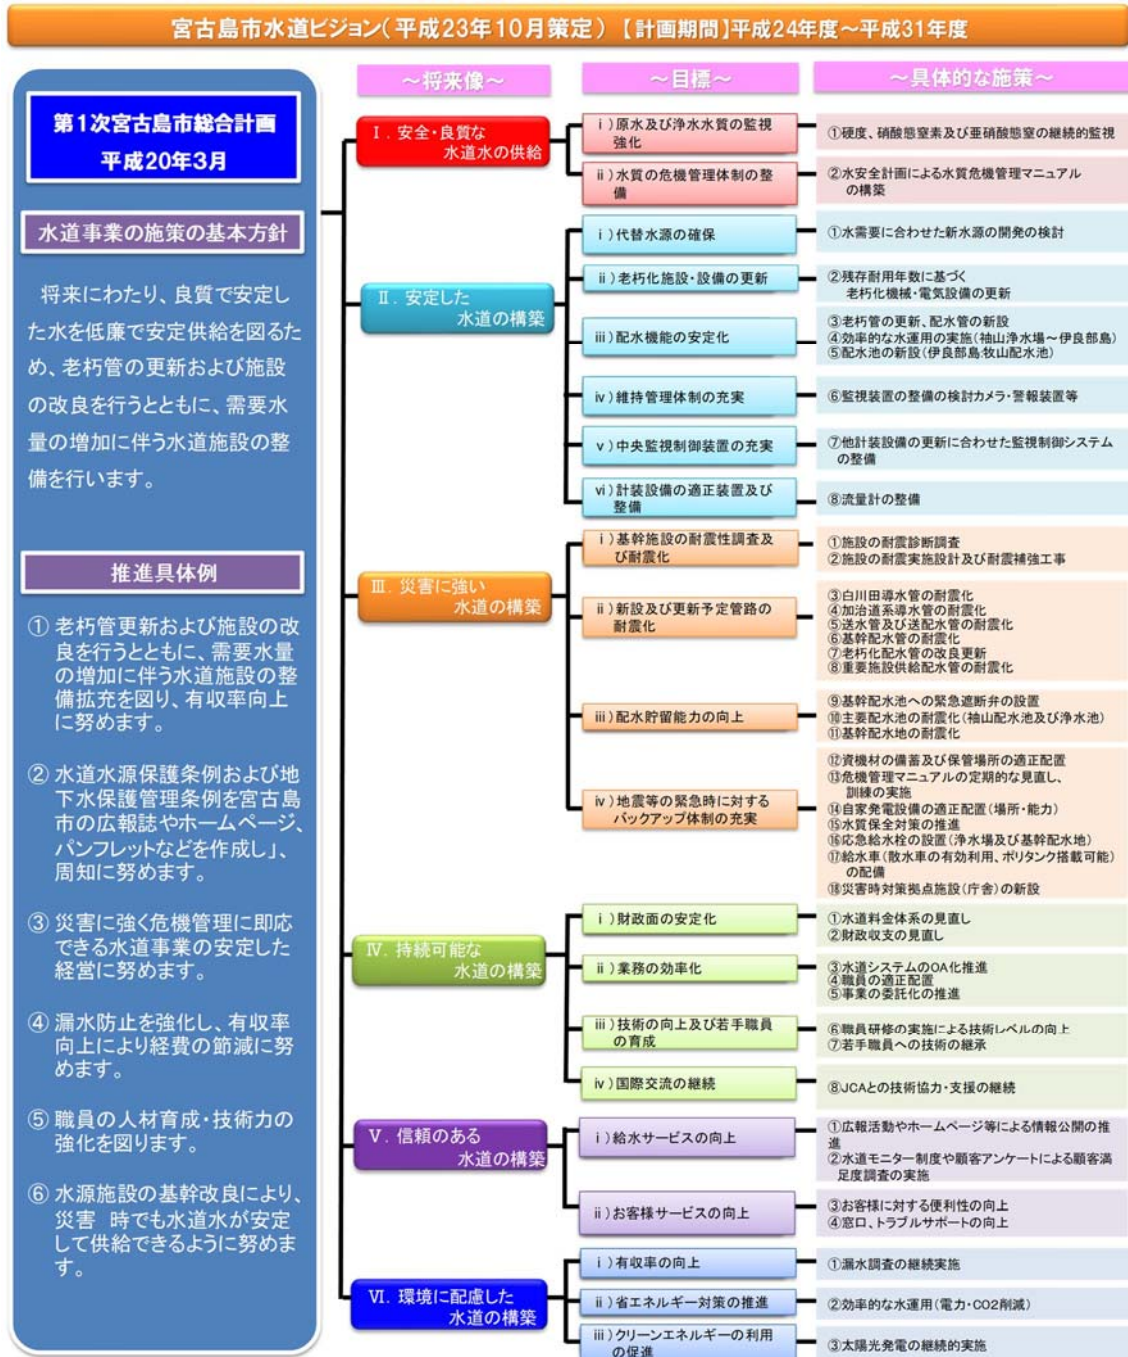 宮古島市水道ビジョン(平成23年10月策定) 【計画期間】平成24年度～平成31年度
第1次宮古島市総合計画
平成20年3月
水道事業の施策の基本方針
将来にわたり、良質で安定し
た水を低廉で安定供給を図るた
め、老朽管の更新および施設
の改良を行うとともに、需要水
量の増加に伴う水道施設の整
備を行います。
推進具体例
① 老朽管更新および施設の改
良を行うとともに、需要水量
の増加に伴う水道施設の整
備拡充を図り、有収率向上
に努めます。
② 水道水源保護条例および地
下水保護管理条例を宮古島
市の広報誌やホームページ、
パンフレットなどを作成し」、
周知に努めます。
③ 災害に強く危機管理に即応
できる水道事業の安定した
経営に努めます。
④ 漏水防止を強化し、有収率
向上により経費の節減に努
めます。
⑤ 職員の人材育成・技術力の
強化を図ります。
⑥ 水源施設の基幹改良により、
災害 時でも水道水が安定
して供給できるように努めま
す。
～将来像～
～目標～
～具体的な施策～
Ⅰ．安全・良質な
水道水の供給
ⅰ）原水及び浄水水質の監視
強化
①硬度、硝酸態窒素及び亜硝酸態窒の継続的監視
ⅱ）水質の危機管理体制の整
備
②水安全計画による水質危機管理マニュアル
の構築
Ⅱ．安定した
水道の構築
ⅰ）代替水源の確保
①水需要に合わせた新水源の開発の検討
ⅱ）老朽化施設・設備の更新
②残存耐用年数に基づく
老朽化機械・電気設備の更新
ⅲ）配水機能の安定化
③老朽管の更新、配水管の新設
④効率的な水運用の実施(袖山浄水場～伊良部島)
⑤配水池の新設(伊良部島:牧山配水池)
ⅳ）維持管理体制の充実
⑥監視装置の整備の検討カメラ・警報装置等
ⅴ）中央監視制御装置の充実
⑦他計装設備の更新に合わせた監視制御システム
の整備
ⅵ）計装設備の適正装置及び
整備
⑧流量計の整備
Ⅲ．災害に強い
水道の構築
ⅰ）基幹施設の耐震性調査及
び耐震化
①施設の耐震診断調査
②施設の耐震実施設計及び耐震補強工事
ⅱ）新設及び更新予定管路の
耐震化
③白川田導水管の耐震化
④加治道系導水管の耐震化
⑤送水管及び送配水管の耐震化
⑥基幹配水管の耐震化
⑦老朽化配水管の改良更新
⑧重要施設供給配水管の耐震化
ⅲ）配水貯留能力の向上
⑨基幹配水池への緊急遮断弁の設置
⑩主要配水池の耐震化(袖山配水池及び浄水池)
⑪基幹配水地の耐震化
ⅳ）地震等の緊急時に対する
バックアップ体制の充実
⑫資機材の備蓄及び保管場所の適正配置
⑬危機管理マニュアルの定期的な見直し、
訓練の実施
⑭自家発電設備の適正配置(場所・能力)
⑮水質保全対策の推進
⑯応急給水栓の設置(浄水場及び基幹配水地)
⑰給水車(散水車の有効利用、ポリタンク搭載可能)
の配備
⑱災害時対策拠点施設(庁舎)の新設
Ⅳ．持続可能な
水道の構築
ⅰ）財政面の安定化
①水道料金体系の見直し
②財政収支の見直し
ⅱ）業務の効率化
③水道システムのOA化推進
④職員の適正配置
⑤事業の委託化の推進
ⅲ）技術の向上及び若手職員
の育成
⑥職員研修の実施による技術レベルの向上
⑦若手職員への技術の継承
ⅳ）国際交流の継続
⑧JCAとの技術協力・支援の継続
Ⅴ．信頼のある
水道の構築
ⅰ）給水サービスの向上
①広報活動やホームページ等による情報公開の推
進
②水道モニター制度や顧客アンケートによる顧客満
足度調査の実施
ⅱ）お客様サービスの向上
③お客様に対する便利性の向上
④窓口、トラブルサポートの向上
Ⅵ．環境に配慮した
水道の構築
ⅰ）有収率の向上
①漏水調査の継続実施
ⅱ）省エネルギー対策の推進
②効率的な水運用(電力・CO2削減)
ⅲ）クリーンエネルギーの利用
の促進
③太陽光発電の継続的実施